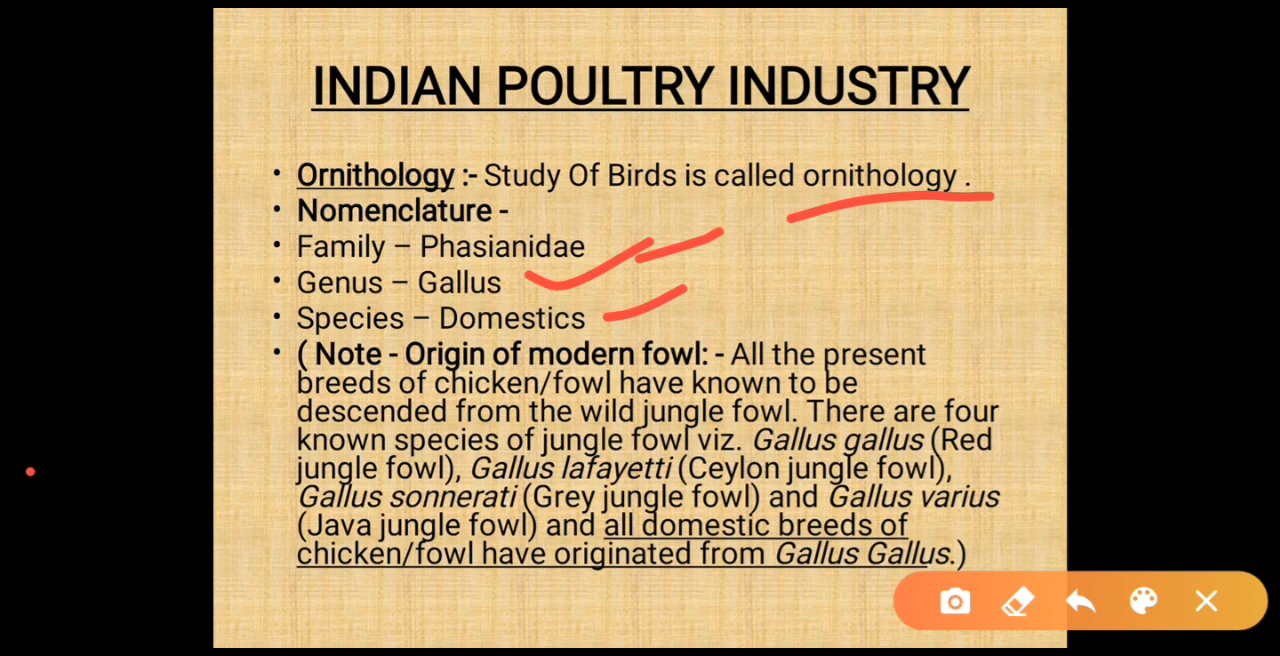 INDIAN POULTRY INDUSTRY
• Ornithology :- Study Of Birds is called ornithology .
• Nomenclature -
• Family – Phasianidae
• Genus – Gallus
• Species – Domestics
• ( Note - Origin of modern fowl: - All the present
breeds of chicken/fowl have known to be
descended from the wild jungle fowl. There are four
known species of jungle fowl viz. Gallus gallus (Red
jungle fowl), Gallus lafayetti (Ceylon jungle fowl),
Gallus sonnerati (Grey jungle fowl) and Gallus varius
(Java jungle fowl) and all domestic breeds of
chicken/fowl have originated from Gallus Gallus.)